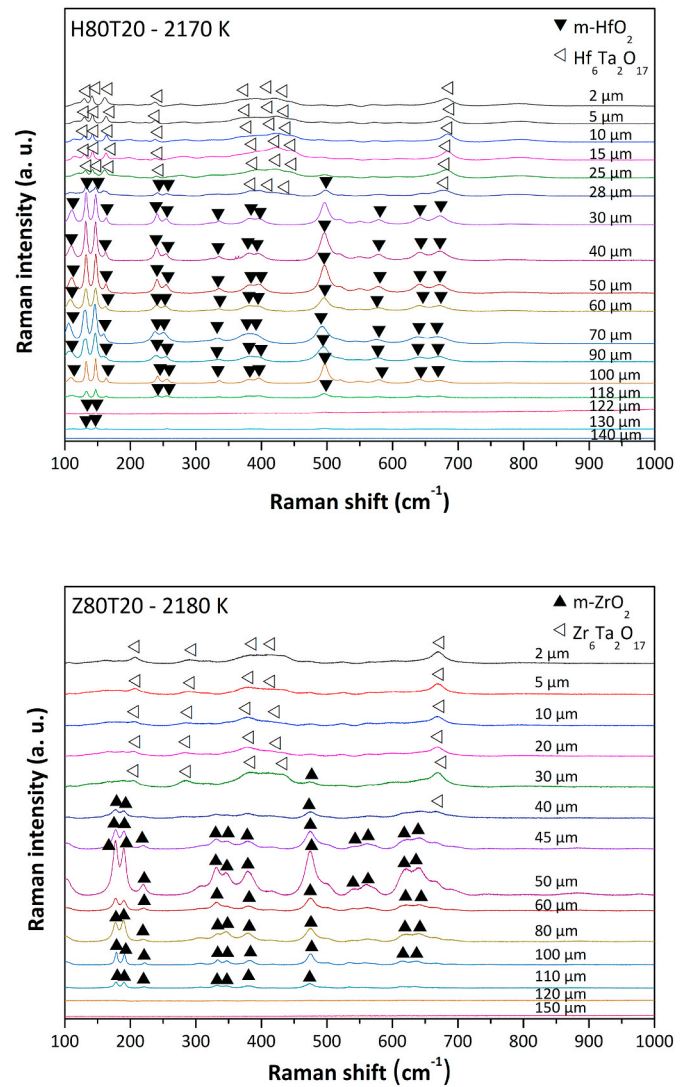 H80T20 - 2170 K
▼ m-HfO2
◁ Hf6Ta2O17
2 µm
5 µm
10 µm
15 µm
25 µm
28 µm
30 µm
40 µm
50 µm
60 µm
70 µm
90 µm
100 µm
118 µm
122 µm
130 µm
140 µm
Raman intensity (a. u.)
100 200 300 400 500 600 700 800 900 1000
Raman shift (cm-1)
Z80T20 - 2180 K
▲ m-ZrO2
◁ Zr6Ta2O17
2 µm
5 µm
10 µm
20 µm
30 µm
40 µm
45 µm
50 µm
60 µm
80 µm
100 µm
110 µm
120 µm
150 µm
Raman intensity (a. u.)
100 200 300 400 500 600 700 800 900 1000
Raman shift (cm-1)